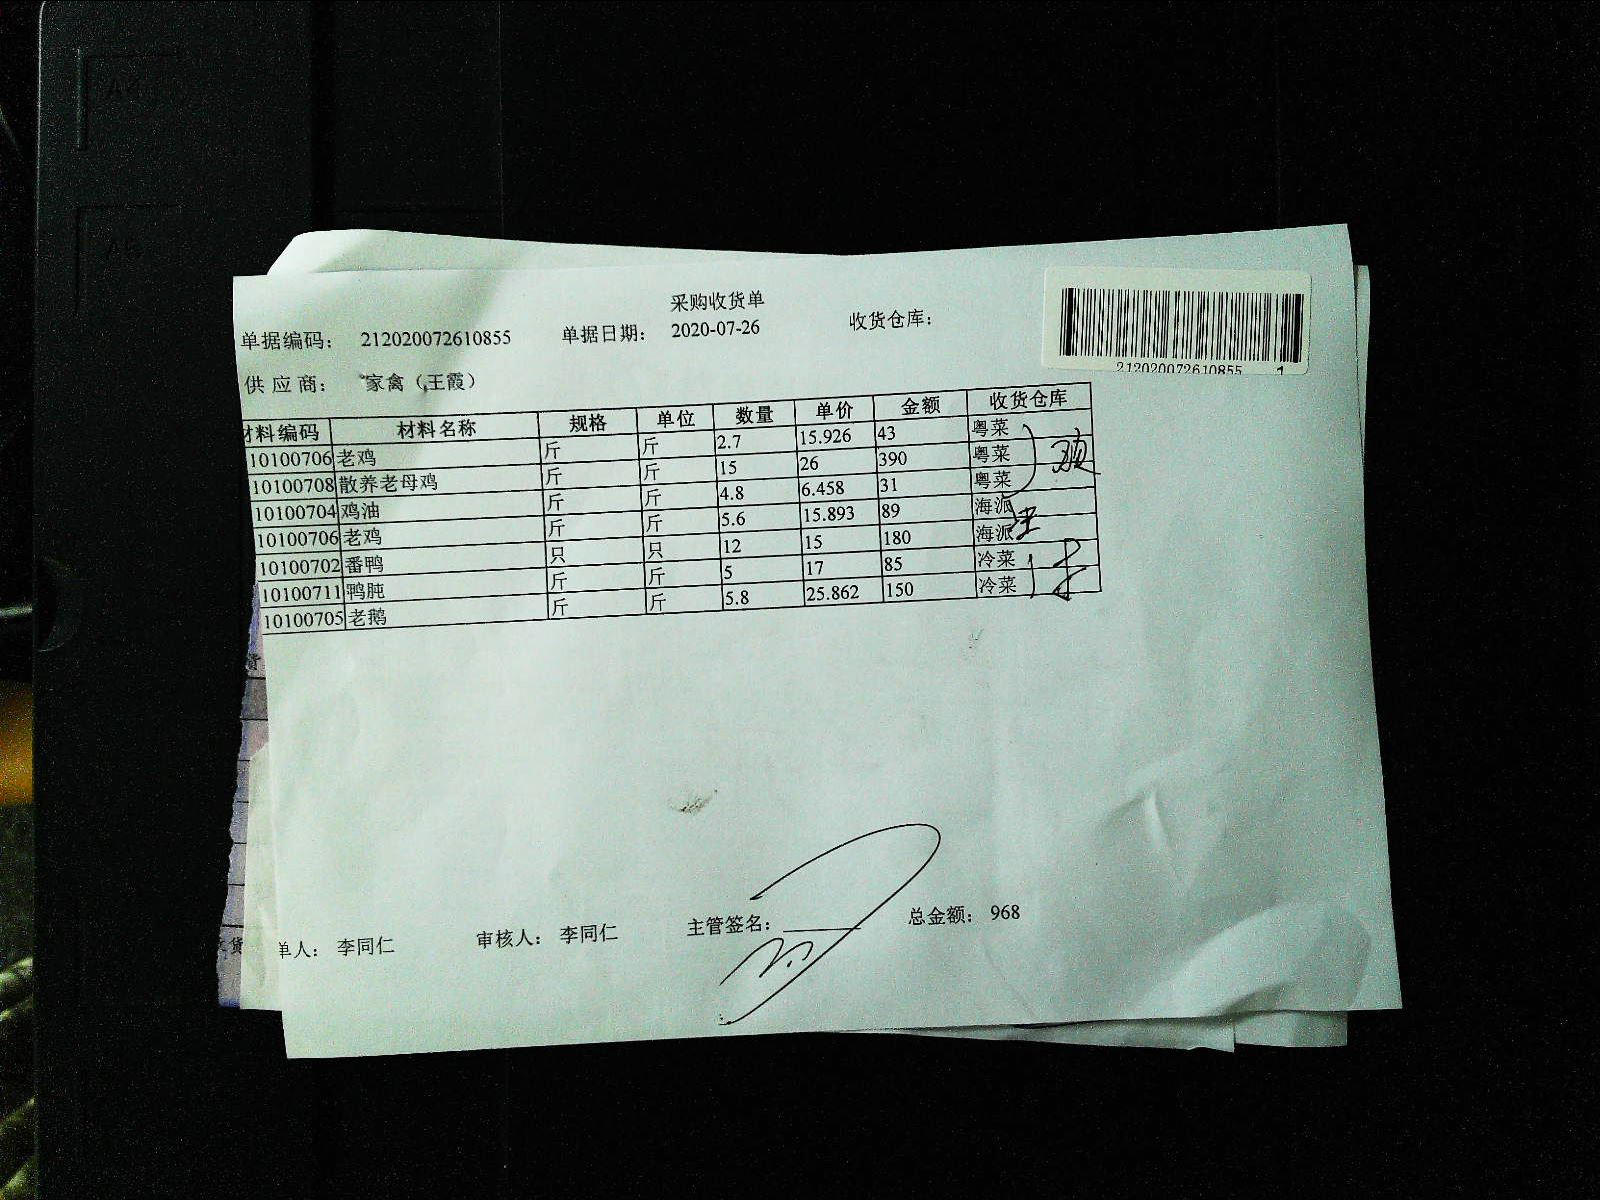 采购收货单
单据编码： 212020072610855 单据日期： 2020-07-26 收货仓库：
212020072610855 1
供应商： 家禽（王霞）
材料编码 材料名称 规格 单位 数量 单价 金额 收货仓库
10100706 老鸡 斤 斤 2.7 15.926 43 粤菜
10100708 散养老母鸡 斤 斤 15 26 390 粤菜
10100704 鸡油 斤 斤 4.8 6.458 31 粤菜
10100706 老鸡 斤 斤 5.6 15.893 89 海派
10100702 番鸭 只 只 12 15 180 海派
10100711 鸭肫 斤 斤 5 17 85 冷菜
10100705 老鹅 斤 斤 5.8 25.862 150 冷菜
单人： 李同仁 审核人： 李同仁 主管签名： 总金额： 968
A4
A5